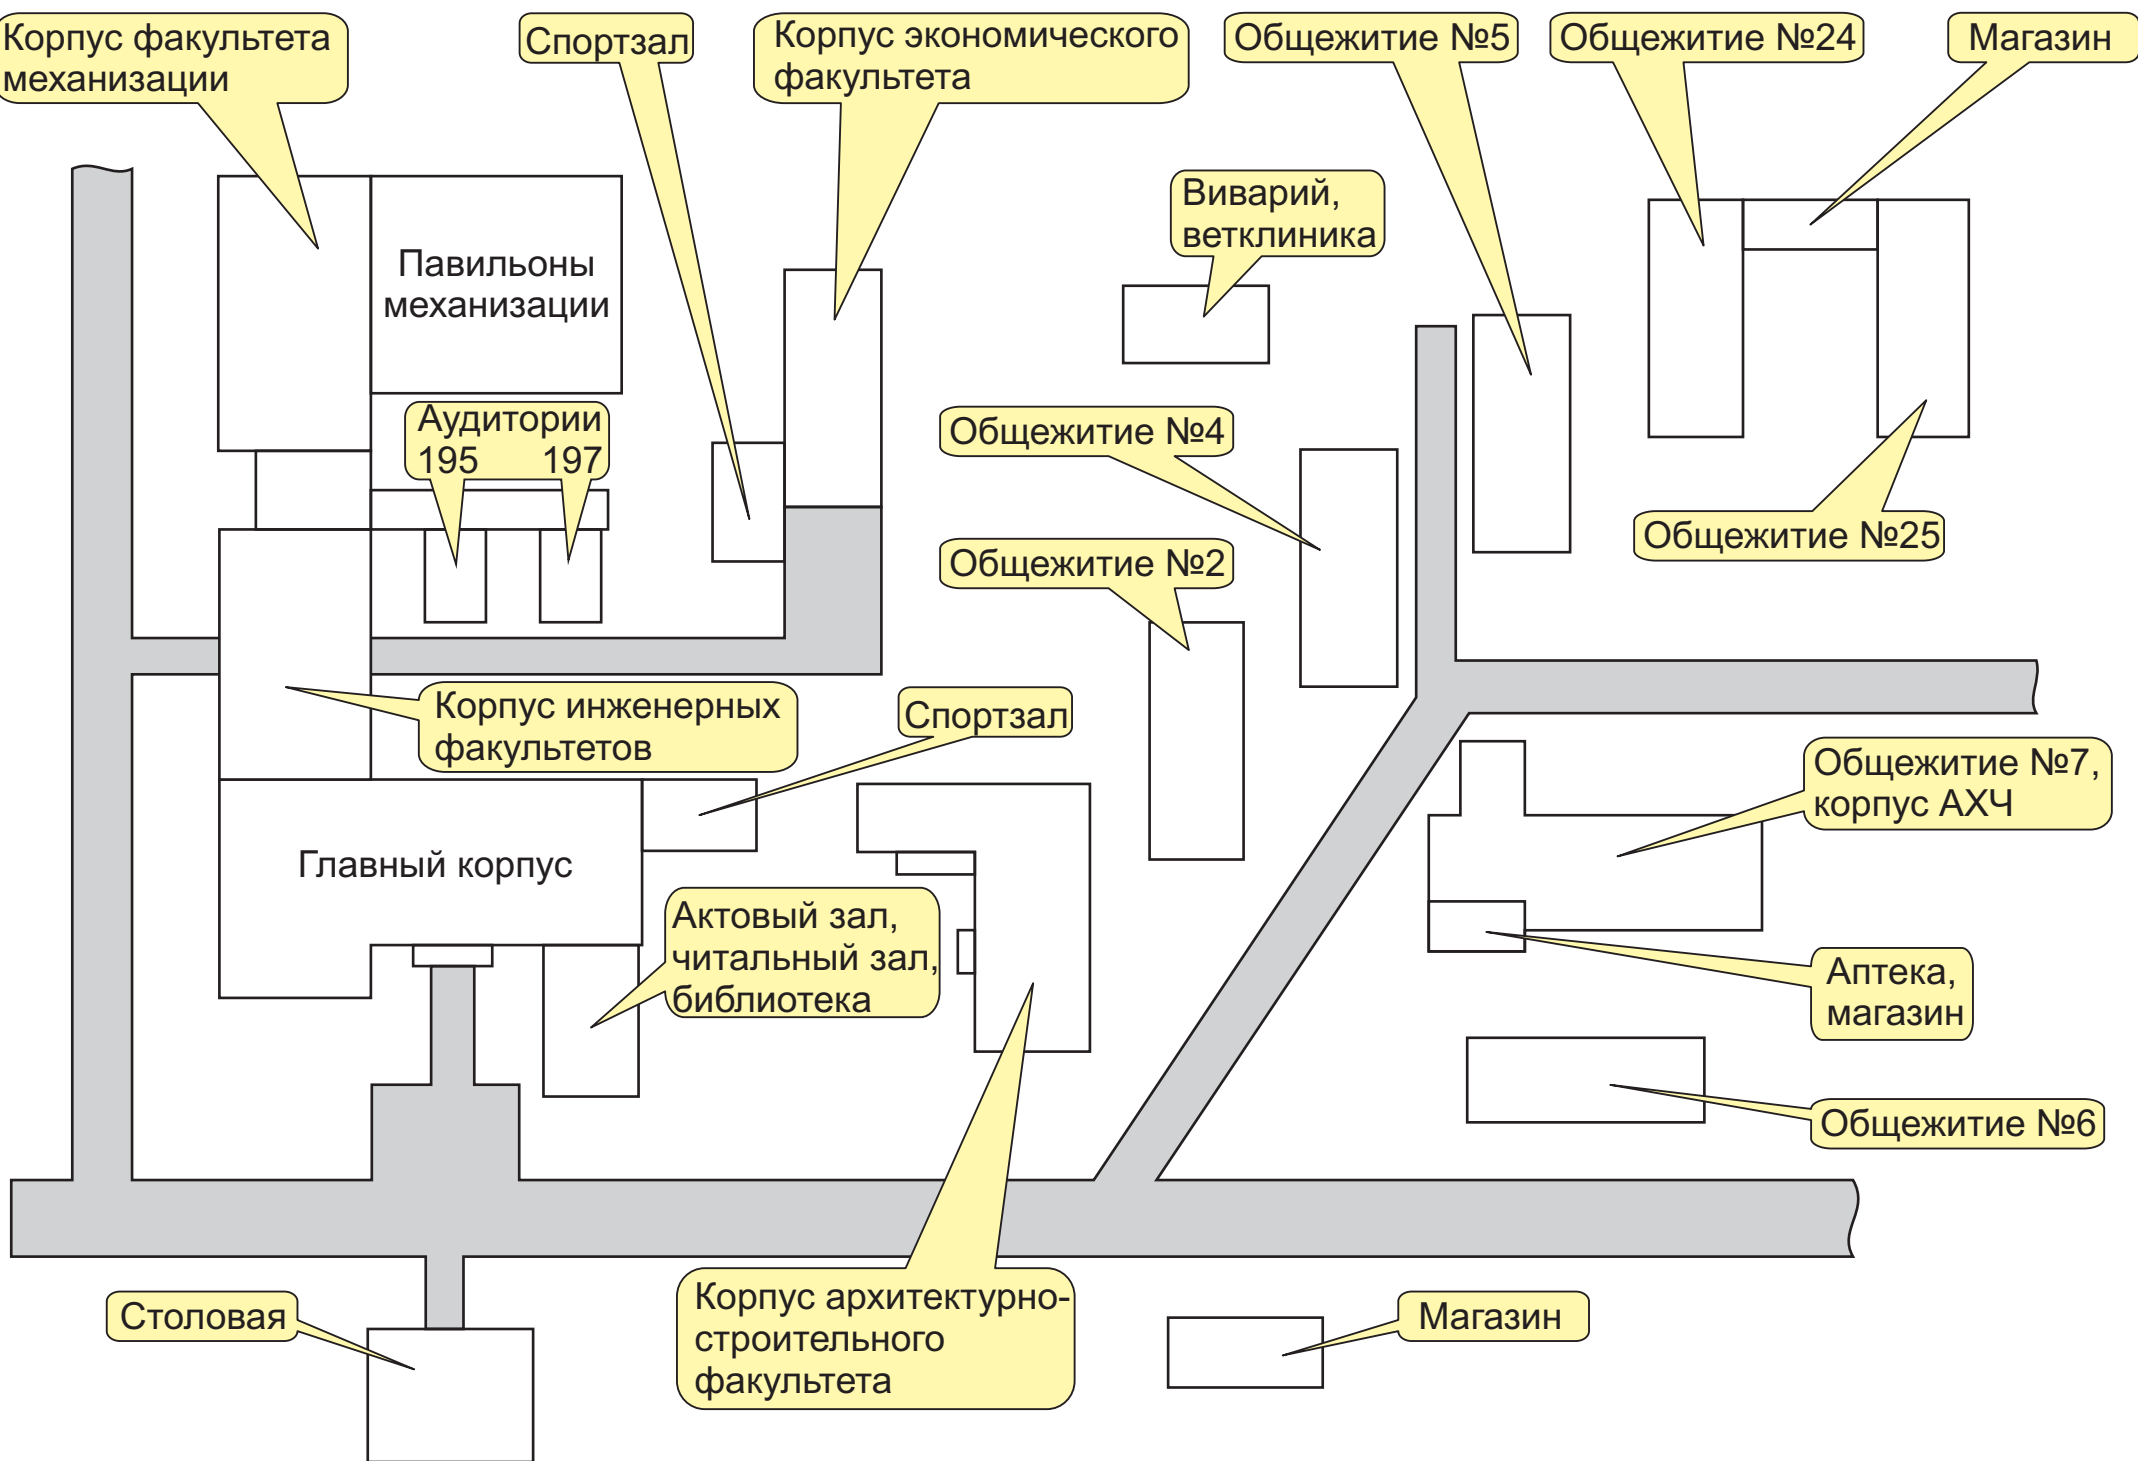 Корпус факультета
механизации
Спортзал
Корпус экономического
факультета
Общежитие №5
Общежитие №24
Магазин
Виварий,
ветклиника
Павильоны
механизации
Аудитории
195 197
Общежитие №4
Общежитие №25
Общежитие №2
Корпус инженерных
факультетов
Спортзал
Общежитие №7,
корпус АХЧ
Главный корпус
Актовый зал,
читальный зал,
библиотека
Аптека,
магазин
Общежитие №6
Столовая
Корпус архитектурно-
строительного
факультета
Магазин